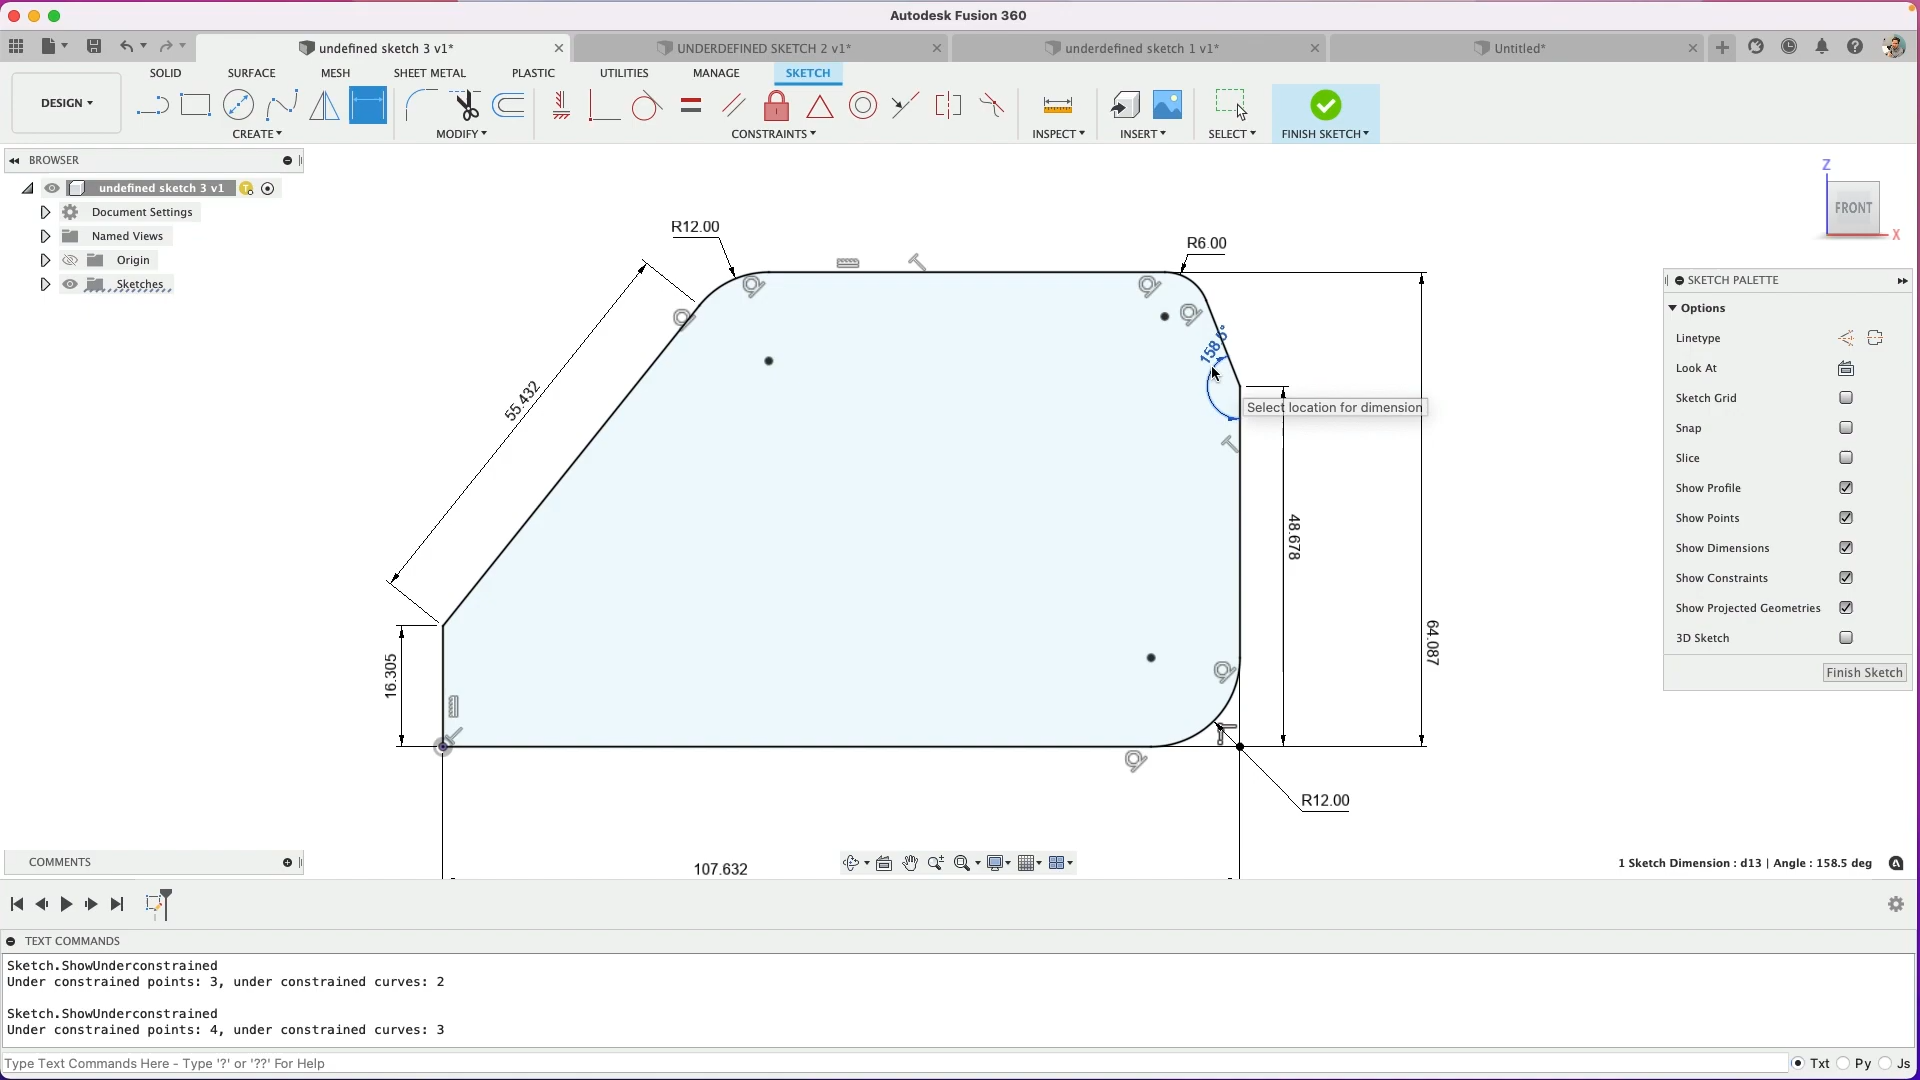 Autodesk Fusion 360
undefined sketch 3 v1*
UNDERDEFINED SKETCH 2 v1*
underdefined sketch 1 v1*
Untitled*
SOLID
SURFACE
MESH
SHEET METAL
PLASTIC
UTILITIES
MANAGE
SKETCH
DESIGN
CREATE
MODIFY
CONSTRAINTS
INSPECT
INSERT
SELECT
FINISH SKETCH
BROWSER
undefined sketch 3 v1
Document Settings
Named Views
Origin
Sketches
Z
FRONT
X
R12.00
R6.00
158.5°
55.432
Select location for dimension
48.678
64.087
16.305
R12.00
107.632
SKETCH PALETTE
Options
Linetype
Look At
Sketch Grid
Snap
Slice
Show Profile
Show Points
Show Dimensions
Show Constraints
Show Projected Geometries
3D Sketch
Finish Sketch
COMMENTS
1 Sketch Dimension : d13 | Angle : 158.5 deg
TEXT COMMANDS
Sketch.ShowUnderconstrained
Under constrained points: 3, under constrained curves: 2
Sketch.ShowUnderconstrained
Under constrained points: 4, under constrained curves: 3
Type Text Commands Here - Type '?' or '??' For Help
Txt
Py
Js